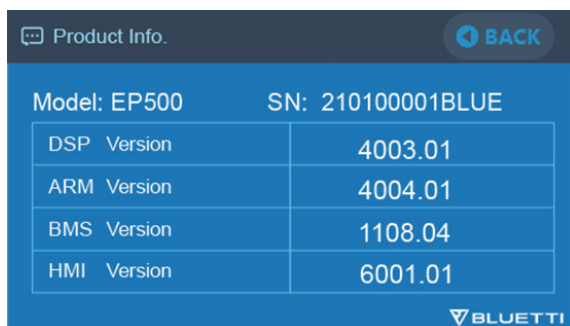 Product Info.
BACK
Model: EP500 SN: 210100001BLUE
DSP Version 4003.01
ARM Version 4004.01
BMS Version 1108.04
HMI Version 6001.01
BLUETTI